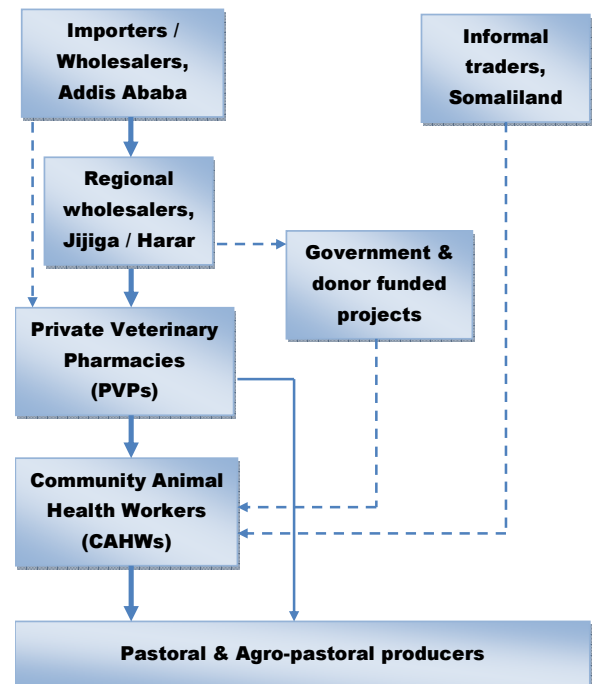 Importers /
Wholesalers,
Addis Ababa
Informal
traders,
Somaliland
Regional
wholesalers,
Jijiga / Harar
Government &
donor funded
projects
Private Veterinary
Pharmacies
(PVPs)
Community Animal
Health Workers
(CAHWs)
Pastoral & Agro-pastoral producers